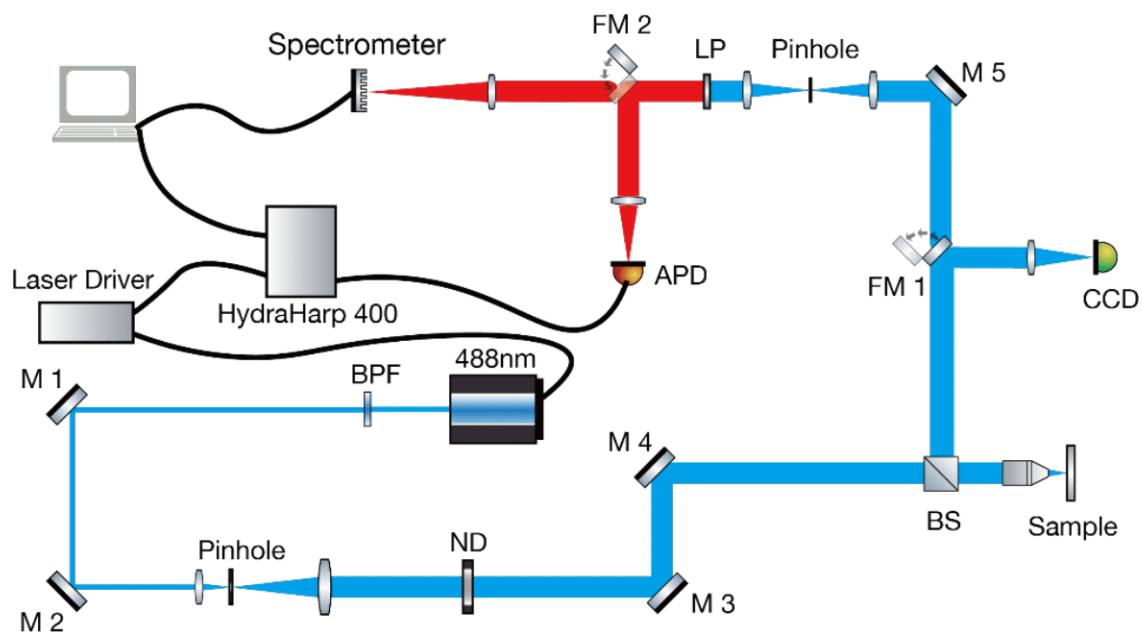 FM 2
LP
Pinhole
Spectrometer
M 5
Laser Driver
HydraHarp 400
APD
FM 1
CCD
488nm
BPF
M 1
M 4
BS
Sample
Pinhole
ND
M 2
M 3